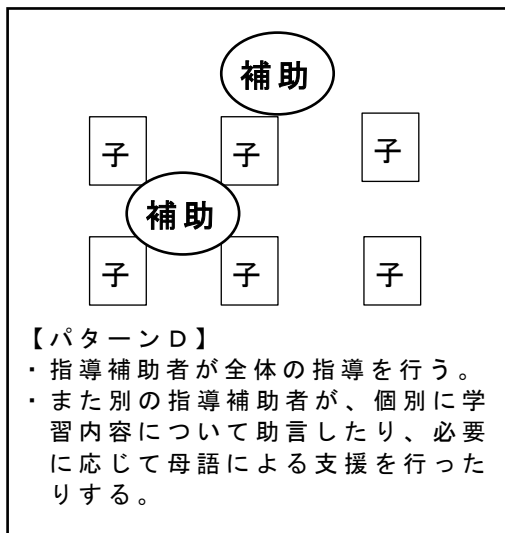 補助
子 子 子
補助
子 子 子
【パターンD】
・指導補助者が全体の指導を行う。
・また別の指導補助者が、個別に学
習内容について助言したり、必要
に応じて母語による支援を行った
りする。